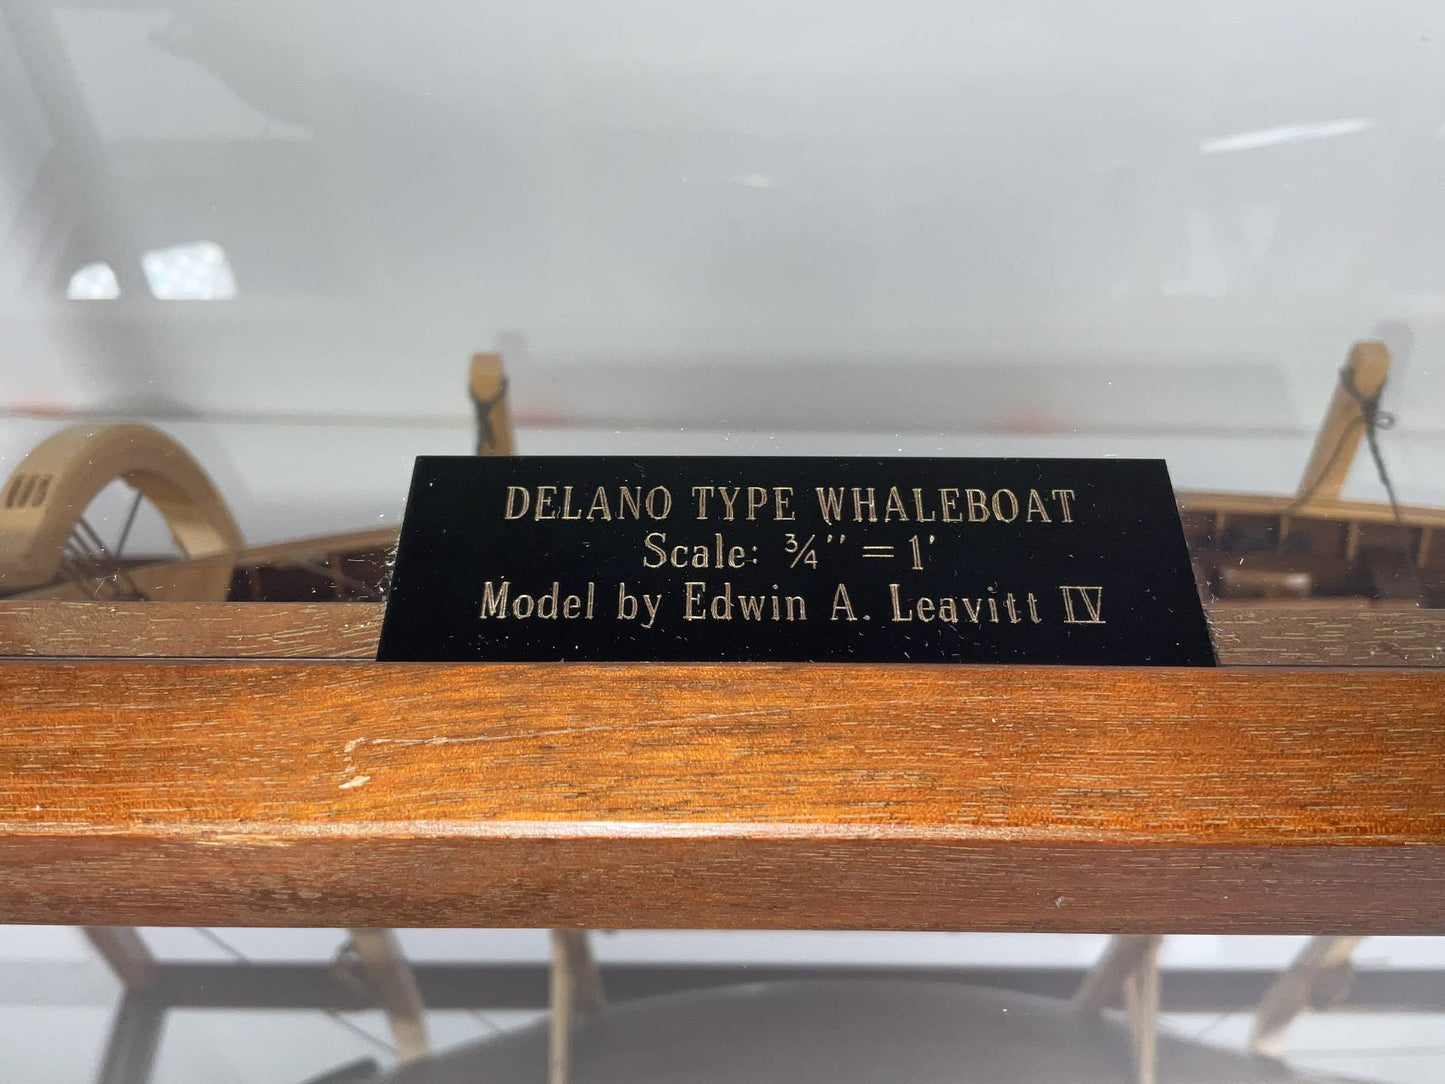 DELANO TYPE WHALEBOAT
Scale: ¾" = 1'
Model by Edwin A. Leavitt IV